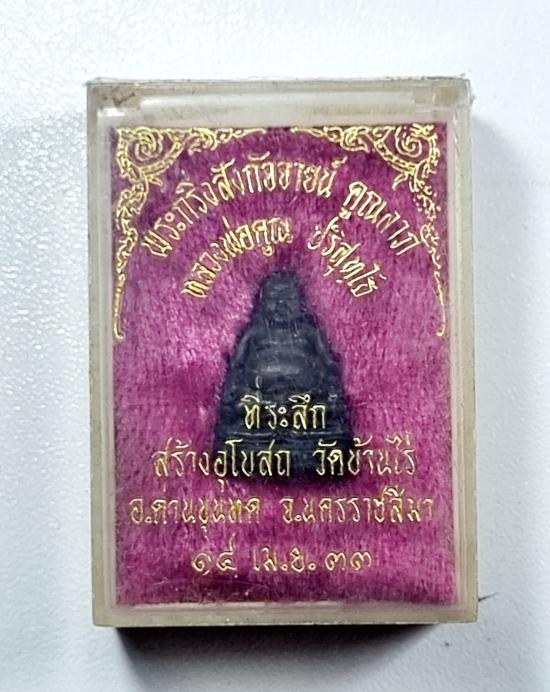 พระกริ่งสังกัจจายน์ คูณลาภ
หลวงพ่อคูณ ปริสุทฺโธ
ที่ระลึก
สร้างอุโบสถ วัดบ้านไร่
อ.ด่านขุนทด จ.นครราชสีมา
๑๔ เม.ย. ๓๓